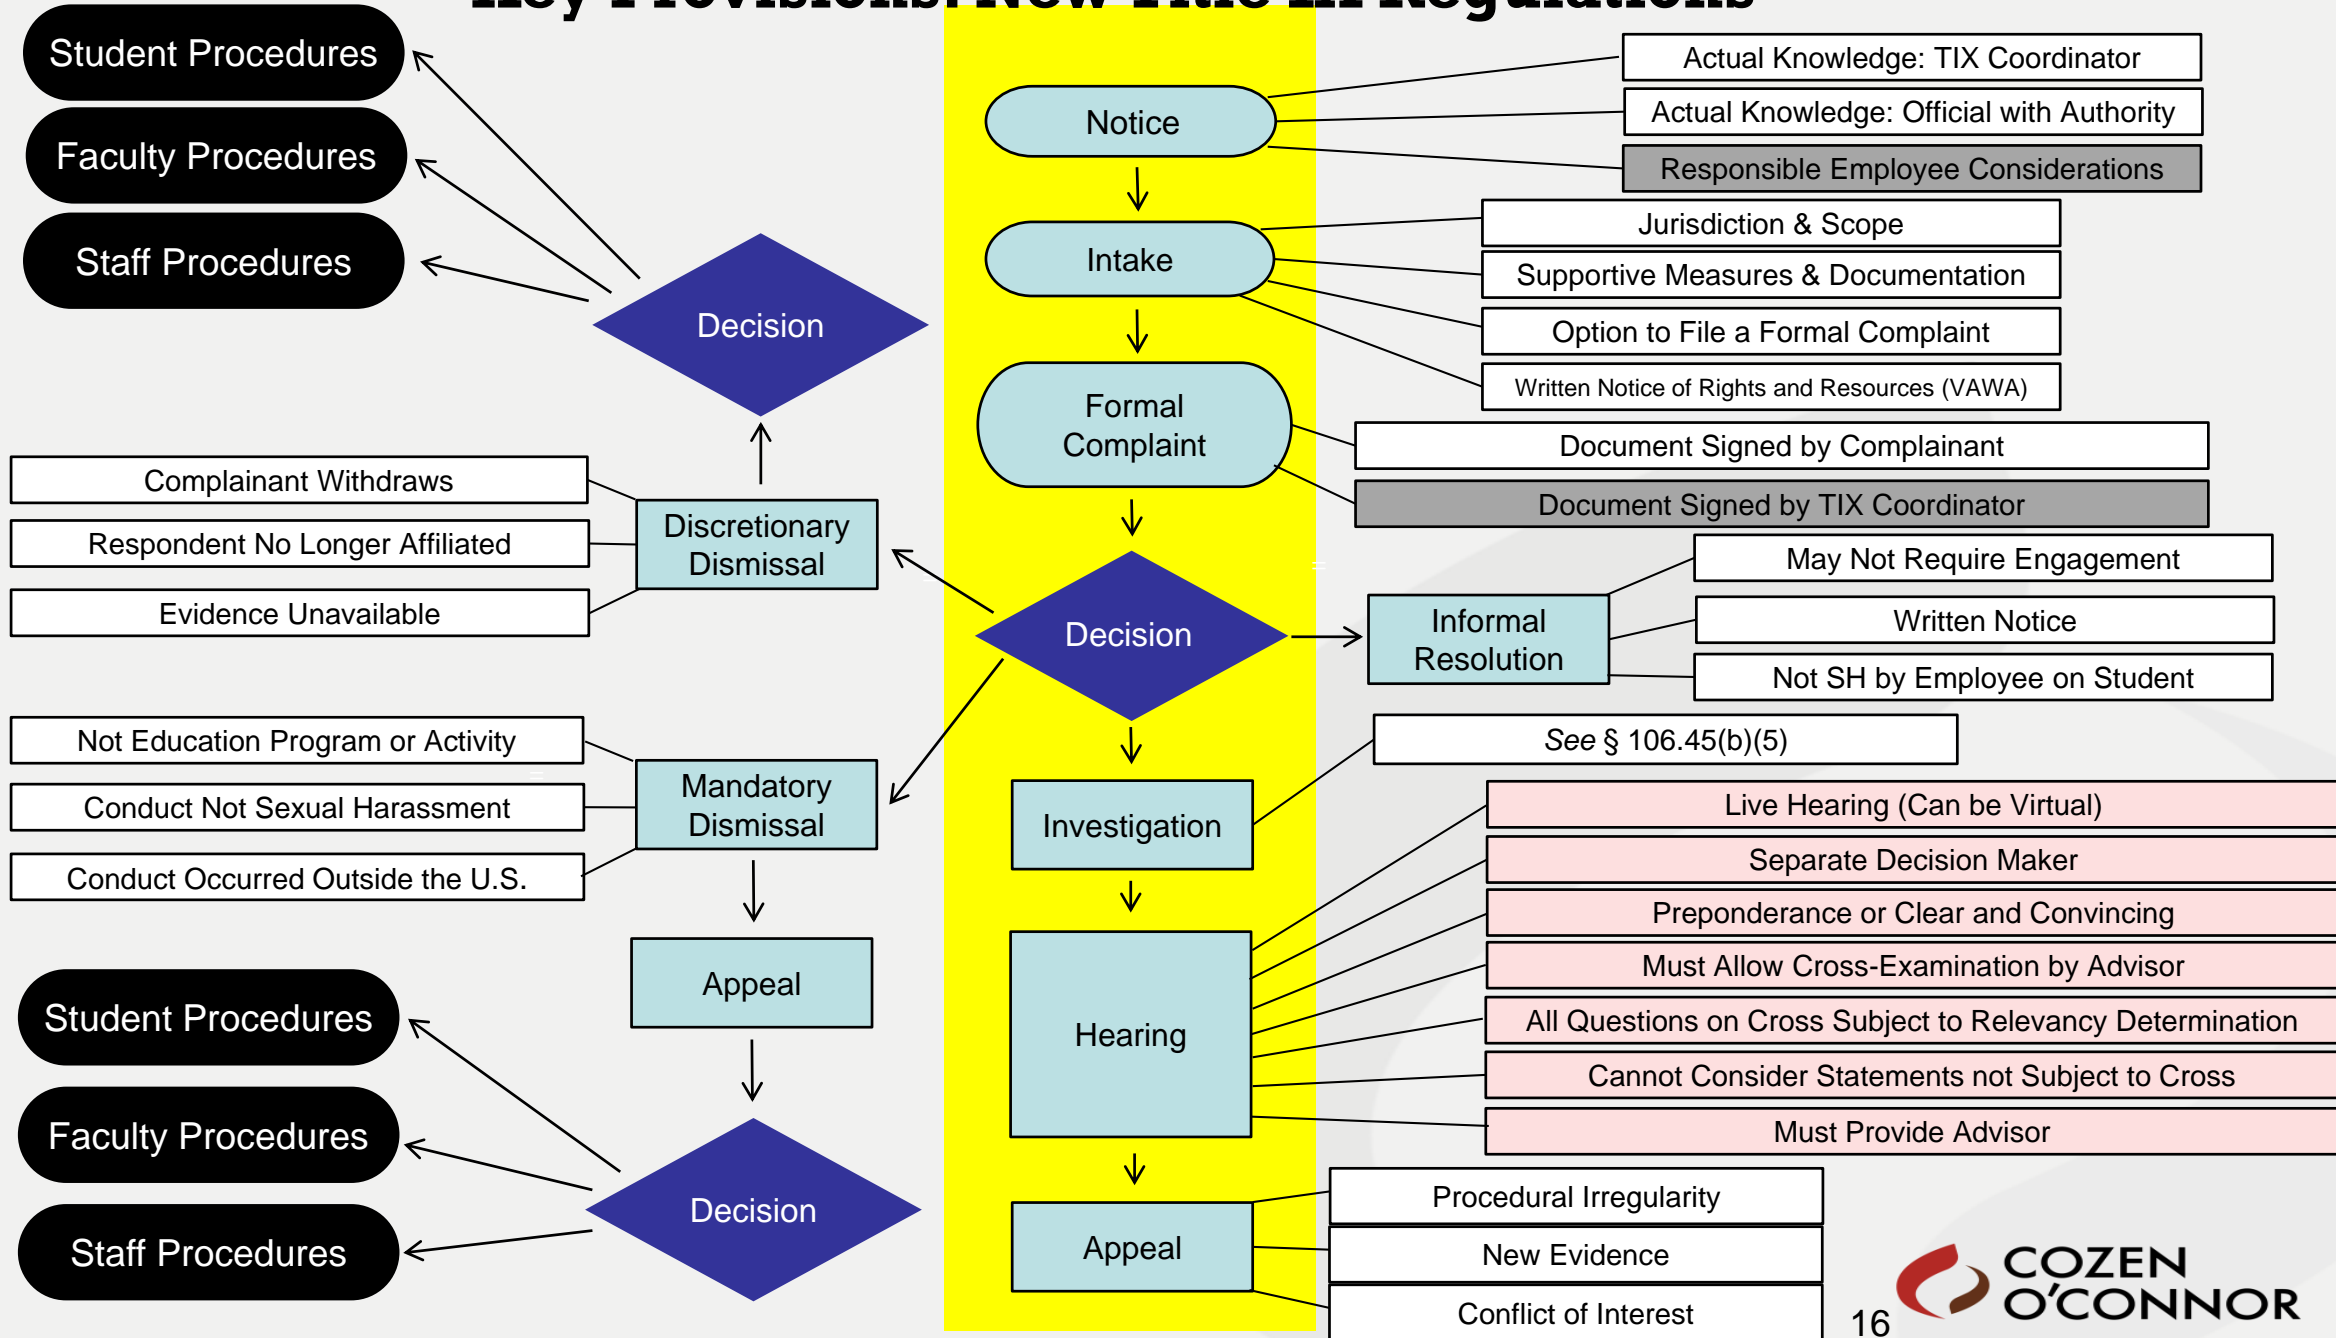 Key Provisions: New Title IX Regulations
Student Procedures
Faculty Procedures
Staff Procedures
Decision
Complainant Withdraws
Respondent No Longer Affiliated
Evidence Unavailable
Discretionary
Dismissal
Not Education Program or Activity
Conduct Not Sexual Harassment
Conduct Occurred Outside the U.S.
Mandatory
Dismissal
Appeal
Decision
Student Procedures
Faculty Procedures
Staff Procedures
Notice
Intake
Formal
Complaint
Decision
Investigation
Hearing
Appeal
Actual Knowledge: TIX Coordinator
Actual Knowledge: Official with Authority
Responsible Employee Considerations
Jurisdiction & Scope
Supportive Measures & Documentation
Option to File a Formal Complaint
Written Notice of Rights and Resources (VAWA)
Document Signed by Complainant
Document Signed by TIX Coordinator
Informal
Resolution
May Not Require Engagement
Written Notice
Not SH by Employee on Student
See § 106.45(b)(5)
Live Hearing (Can be Virtual)
Separate Decision Maker
Preponderance or Clear and Convincing
Must Allow Cross-Examination by Advisor
All Questions on Cross Subject to Relevancy Determination
Cannot Consider Statements not Subject to Cross
Must Provide Advisor
Procedural Irregularity
New Evidence
Conflict of Interest
16
COZEN
O'CONNOR